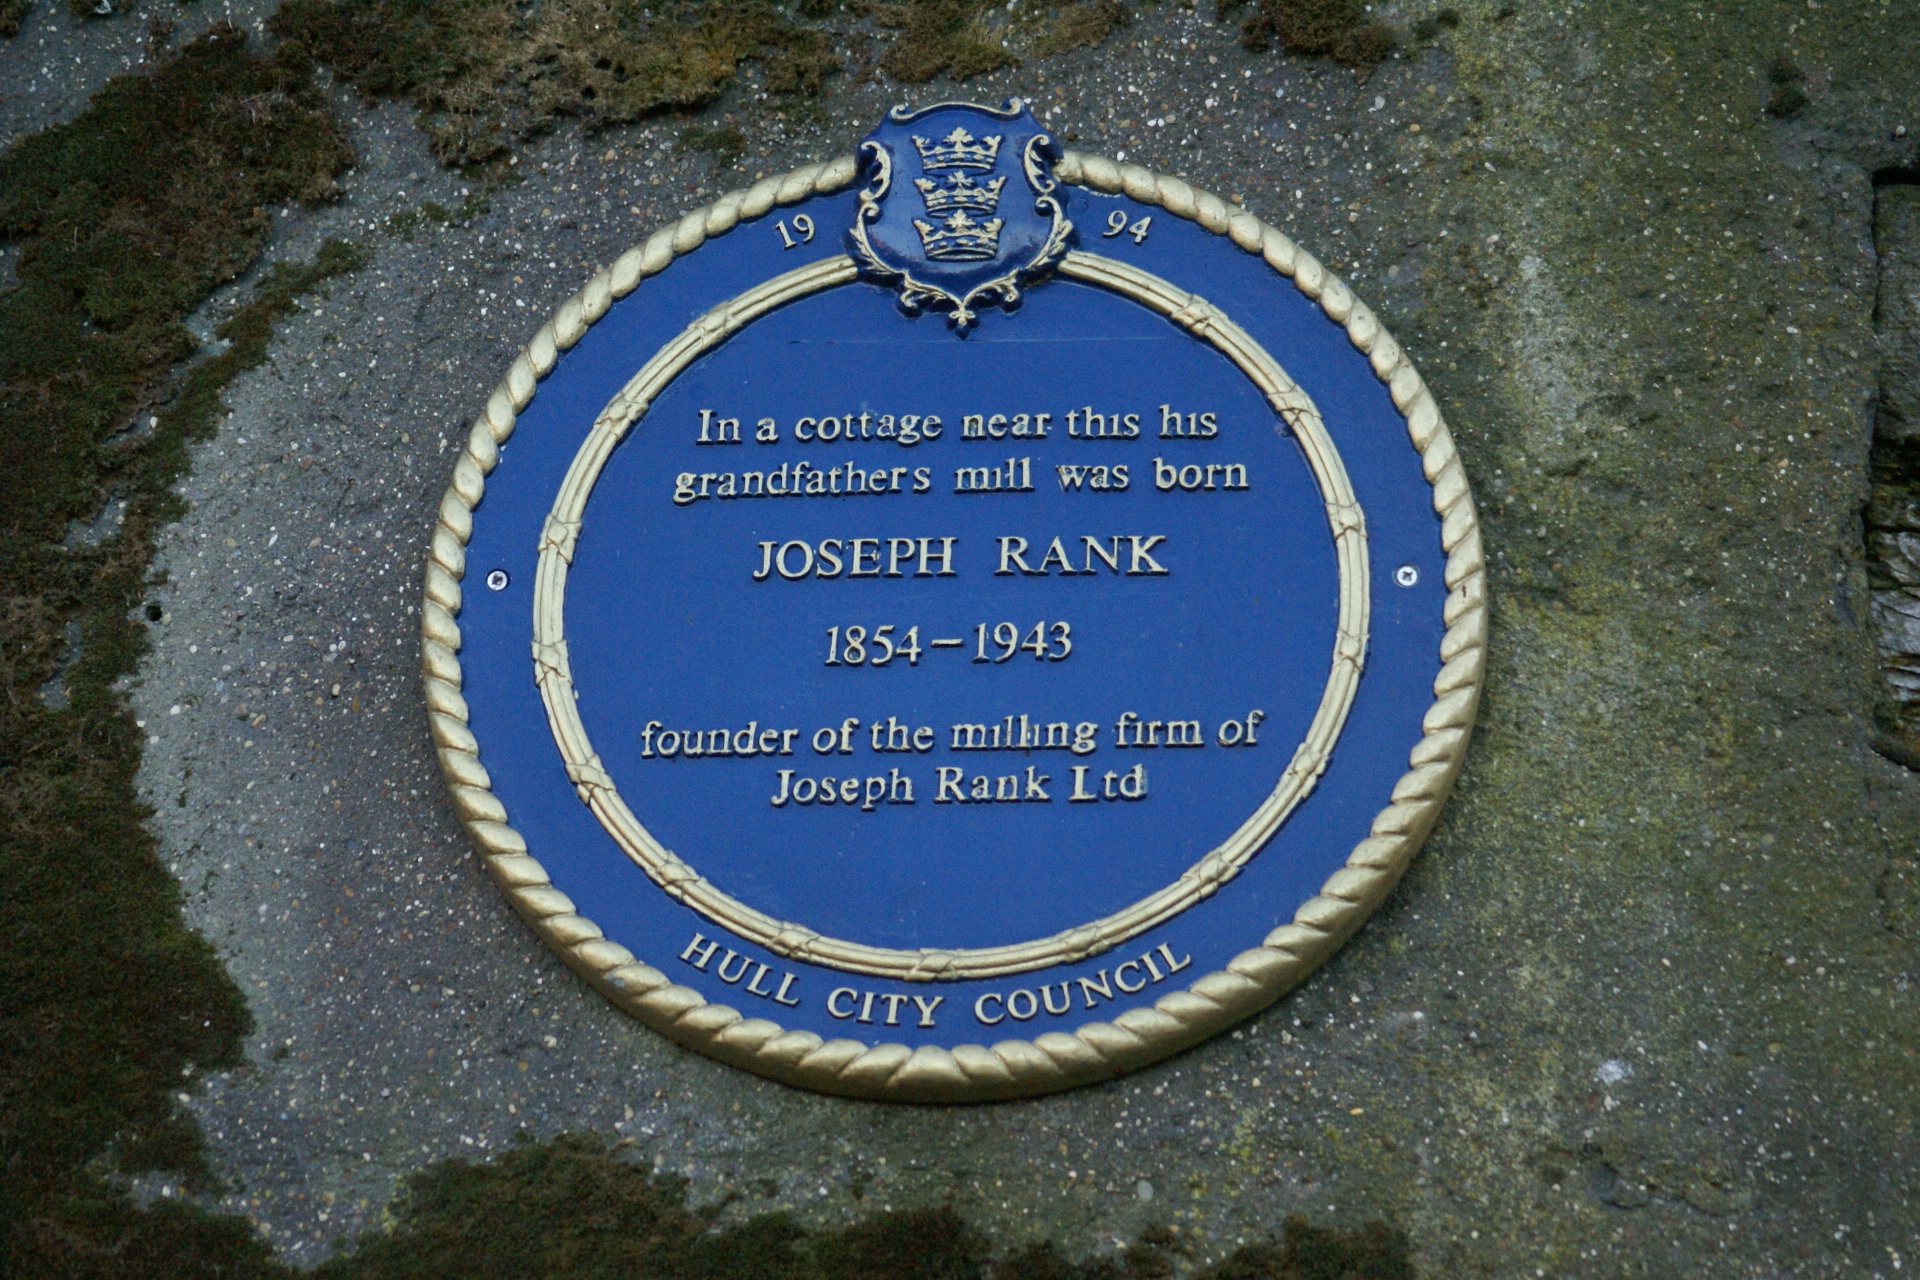 19 94
In a cottage near this his
grandfathers mill was born
JOSEPH RANK
1854-1943
founder of the milling firm of
Joseph Rank Ltd
HULL CITY COUNCIL